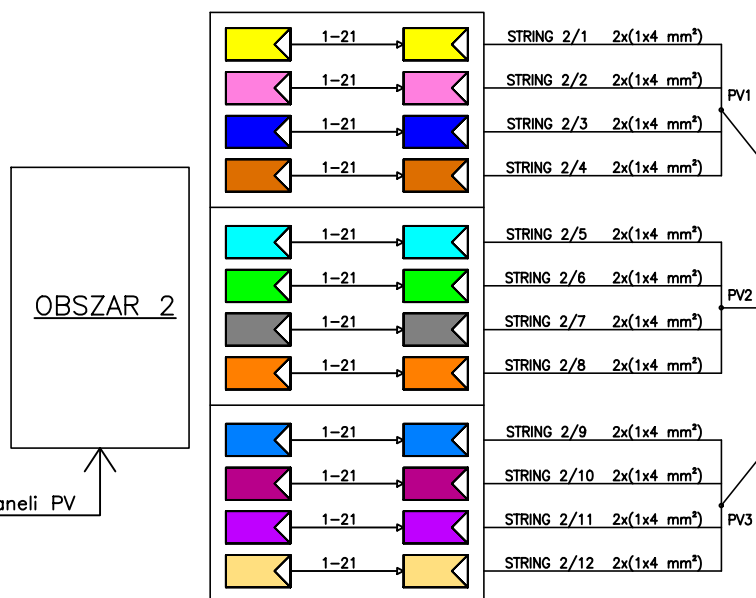 1-21 STRING 2/1 2x(1x4 mm²)
1-21 STRING 2/2 2x(1x4 mm²)
PV1
1-21 STRING 2/3 2x(1x4 mm²)
1-21 STRING 2/4 2x(1x4 mm²)
1-21 STRING 2/5 2x(1x4 mm²)
1-21 STRING 2/6 2x(1x4 mm²)
OBSZAR 2
PV2
1-21 STRING 2/7 2x(1x4 mm²)
1-21 STRING 2/8 2x(1x4 mm²)
1-21 STRING 2/9 2x(1x4 mm²)
1-21 STRING 2/10 2x(1x4 mm²)
aneli PV
1-21 STRING 2/11 2x(1x4 mm²)
PV3
1-21 STRING 2/12 2x(1x4 mm²)